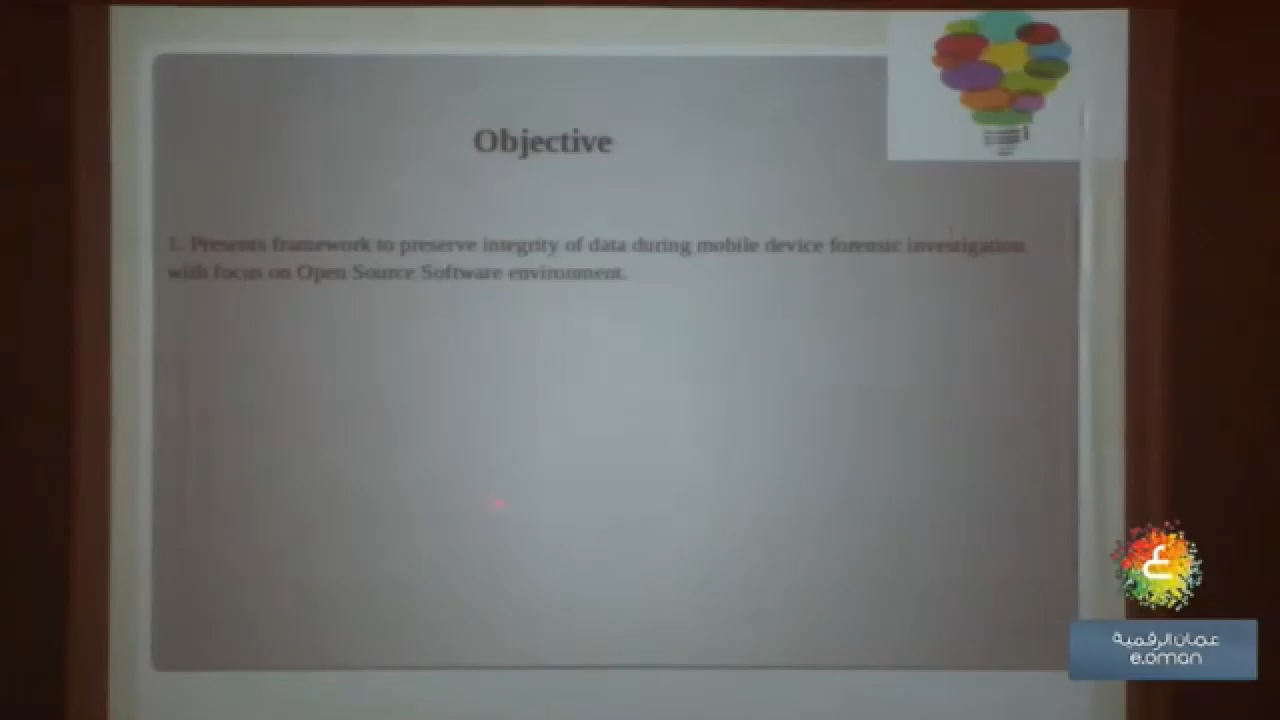 Objective
1. Presents framework to preserve integrity of data during mobile device forensic investigation
with focus on Open Source Software environment.
ع
عمان الرقمية
e.oman